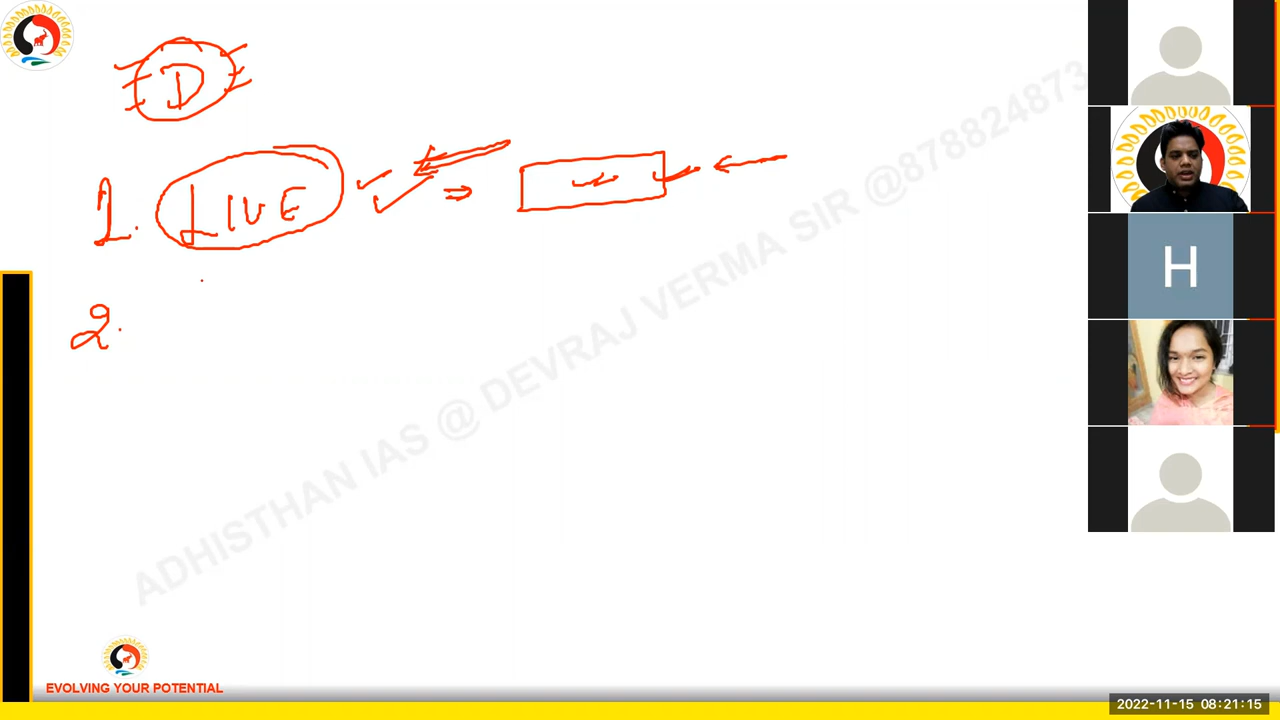 D
1. LIVE
2.
H
ADHISTHAN IAS @ DEVRAJ VERMA SIR @878824873
EVOLVING YOUR POTENTIAL
2022-11-15 08:21:15